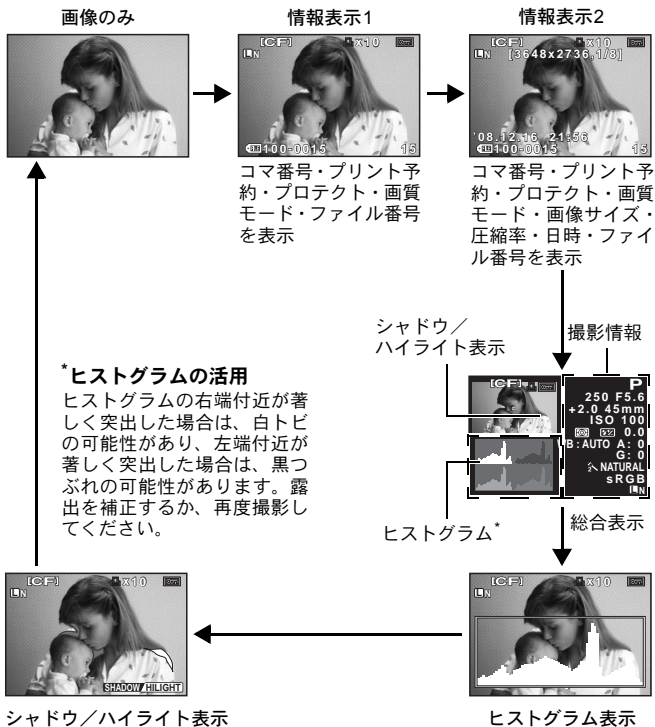 画像のみ
情報表示1
情報表示2
[CF] x10
LN
100-0015 15
[CF] x10
LN [3648x2736,1/8]
'08.12.16 21:56
100-0015 15
コマ番号・プリント予
約・プロテクト・画質
モード・ファイル番号
を表示
コマ番号・プリント予
約・プロテクト・画質
モード・画像サイズ・
圧縮率・日時・ファイ
ル番号を表示
シャドウ／
ハイライト表示
撮影情報
*ヒストグラムの活用
ヒストグラムの右端付近が著
しく突出した場合は、白トビ
の可能性があり、左端付近が
著しく突出した場合は、黒つ
ぶれの可能性があります。露
出を補正するか、再度撮影し
てください。
[CF] x10
P
250 F5.6
+2.0 45mm
ISO 100
0.0
WB:AUTO A: 0
G: 0
NATURAL
sRGB
LN
ヒストグラム*
総合表示
[CF] x10
LN
SHADOW/HILIGHT
[CF] x10
LN
シャドウ／ハイライト表示
ヒストグラム表示